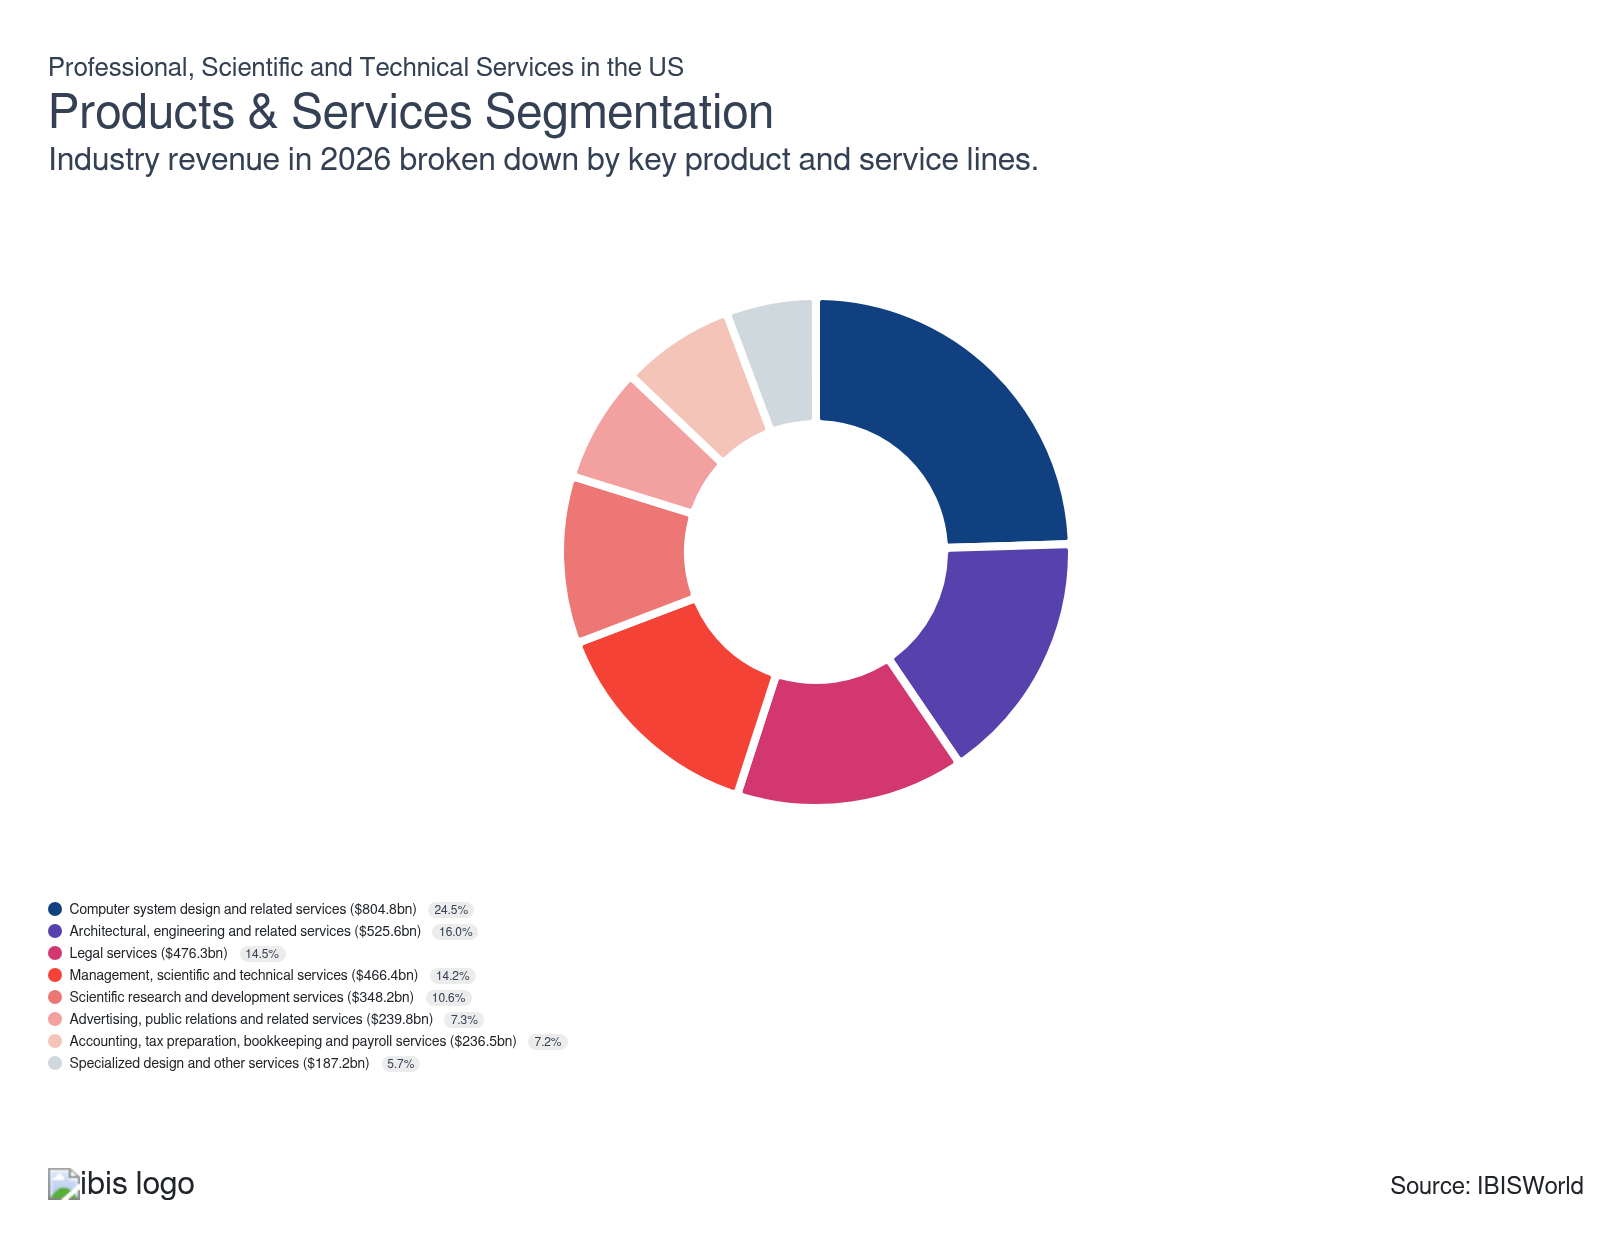 Professional, Scientific and Technical Services in the US
Products & Services Segmentation
Industry revenue in 2026 broken down by key product and service lines.
Computer system design and related services ($804.8bn) 24.5%
Architectural, engineering and related services ($525.6bn) 16.0%
Legal services ($476.3bn) 14.5%
Management, scientific and technical services ($466.4bn) 14.2%
Scientific research and development services ($348.2bn) 10.6%
Advertising, public relations and related services ($239.8bn) 7.3%
Accounting, tax preparation, bookkeeping and payroll services ($236.5bn) 7.2%
Specialized design and other services ($187.2bn) 5.7%
ibis logo
Source: IBISWorld